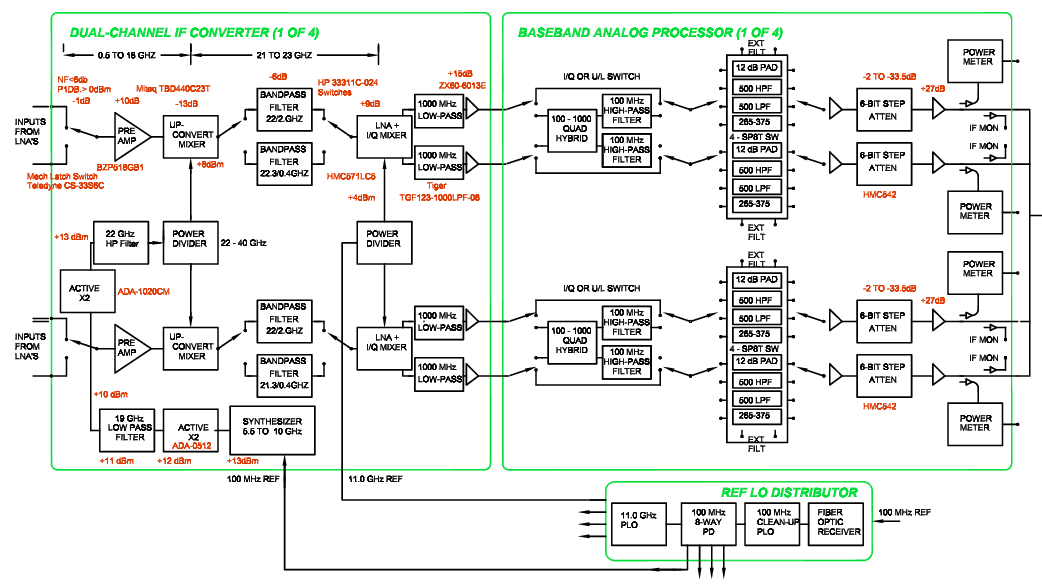 DUAL-CHANNEL IF CONVERTER (1 OF 4)
BASEBAND ANALOG PROCESSOR (1 OF 4)
0.5 TO 18 GHZ
21 TO 23 GHZ
NF<6db
P1DB.> 0dBm
-1dB
Miteq TBD440C23T
+10dB
-13dB
-6dB
HP 33311C-024
Switches
+9dB
+15dB
ZX60-6013E
INPUTS
FROM
LNA'S
PRE
AMP
UP-
CONVERT
MIXER
BANDPASS
FILTER
22/2.GHZ
BANDPASS
FILTER
22.3/0.4GHZ
LNA +
I/Q MIXER
1000 MHz
LOW-PASS
1000 MHz
LOW-PASS
BZP518GB1
+8dBm
Mech Latch Switch
Teledyne CS-33S6C
HMC571LC5
+4dBm
Tiger
TGF123-1000LPF-06
+13 dBm
22 GHz
HP Filter
POWER
DIVIDER
22 - 40 GHz
POWER
DIVIDER
ACTIVE
X2
ADA-1020CM
INPUTS
FROM
LNA'S
PRE
AMP
UP-
CONVERT
MIXER
BANDPASS
FILTER
22/2.GHZ
BANDPASS
FILTER
21.3/0.4GHZ
LNA +
I/Q MIXER
1000 MHz
LOW-PASS
1000 MHz
LOW-PASS
+10 dBm
19 GHz
LOW PASS
FILTER
ACTIVE
X2
ADA-0512
SYNTHESIZER
5.5 TO 10 GHz
+11 dBm
+12 dBm
+13dBm
100 MHz REF
11.0 GHz REF
I/Q OR U/L SWITCH
100 - 1000
QUAD
HYBRID
100 MHz
HIGH-PASS
FILTER
100 MHz
HIGH-PASS
FILTER
EXT
FILT
12 dB PAD
500 HPF
500 LPF
265-375
4 - SP8T SW
12 dB PAD
500 HPF
500 LPF
265-375
EXT
FILT
-2 TO -33.5dB
+27dB
6-BIT STEP
ATTEN
6-BIT STEP
ATTEN
HMC542
POWER
METER
IF MON
IF MON
POWER
METER
I/Q OR U/L SWITCH
100 - 1000
QUAD
HYBRID
100 MHz
HIGH-PASS
FILTER
100 MHz
HIGH-PASS
FILTER
EXT
FILT
12 dB PAD
500 HPF
500 LPF
265-375
4 - SP8T SW
12 dB PAD
500 HPF
500 LPF
265-375
EXT
FILT
-2 TO -33.5dB
+27dB
6-BIT STEP
ATTEN
6-BIT STEP
ATTEN
HMC542
POWER
METER
IF MON
IF MON
POWER
METER
REF LO DISTRIBUTOR
11.0 GHz
PLO
100 MHz
8-WAY
PD
100 MHz
CLEAN-UP
PLO
FIBER
OPTIC
RECEIVER
100 MHz REF